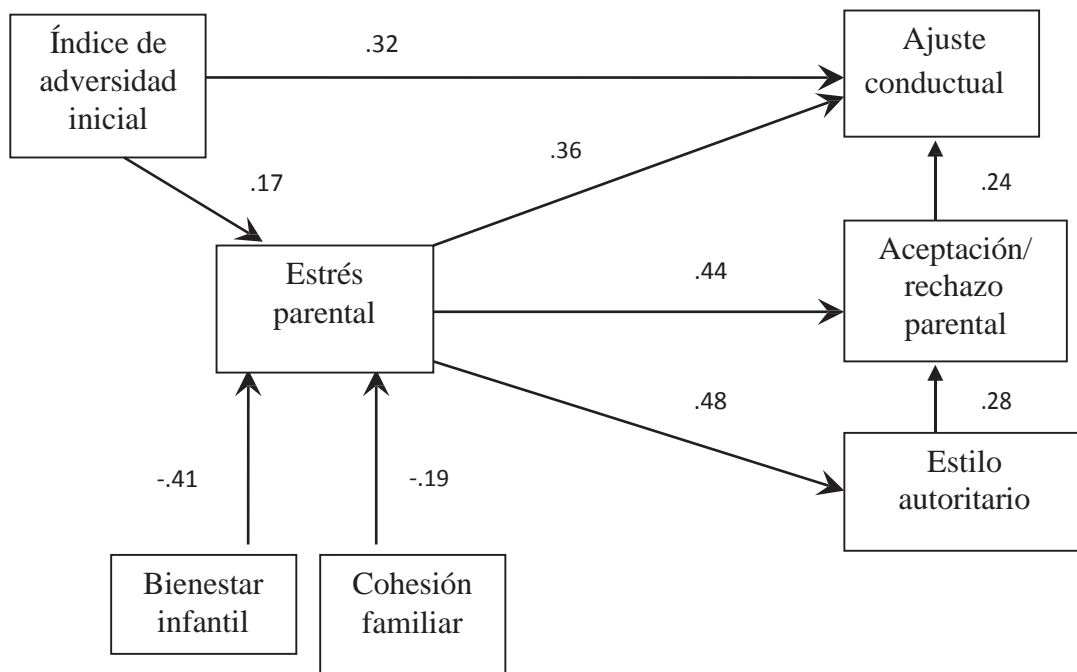 Índice de
adversidad
inicial
.32
Ajuste
conductual
.17
.36
.24
Estrés
parental
.44
Aceptación/
rechazo
parental
.48
.28
Estilo
autoritario
-.41
-.19
Bienestar
infantil
Cohesión
familiar